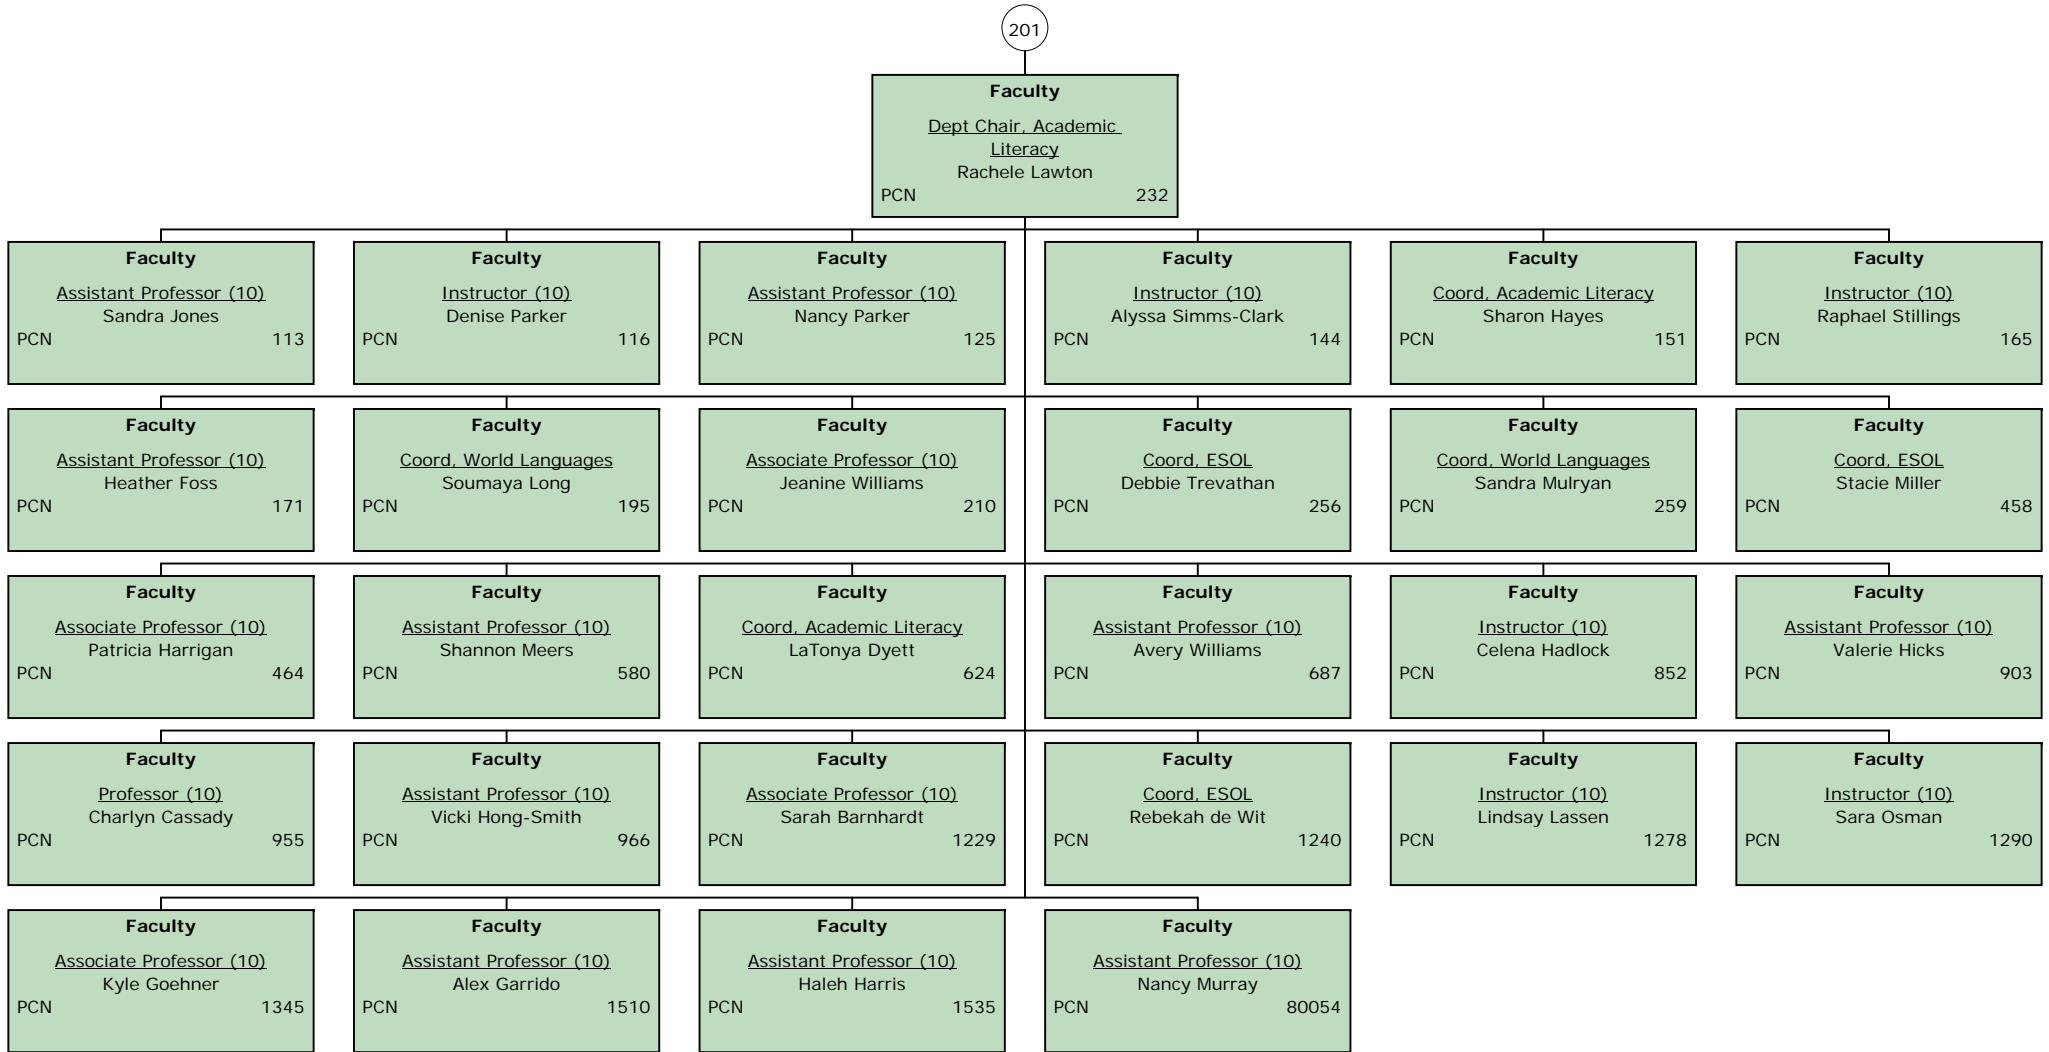 201
Faculty
Dept Chair, Academic
Literacy
Rachele Lawton
PCN 232
Faculty
Assistant Professor (10)
Sandra Jones
PCN 113
Faculty
Instructor (10)
Denise Parker
PCN 116
Faculty
Assistant Professor (10)
Nancy Parker
PCN 125
Faculty
Instructor (10)
Alyssa Simms-Clark
PCN 144
Faculty
Coord, Academic Literacy
Sharon Hayes
PCN 151
Faculty
Instructor (10)
Raphael Stillings
PCN 165
Faculty
Assistant Professor (10)
Heather Foss
PCN 171
Faculty
Coord, World Languages
Soumaya Long
PCN 195
Faculty
Associate Professor (10)
Jeanine Williams
PCN 210
Faculty
Coord, ESOL
Debbie Trevathan
PCN 256
Faculty
Coord, World Languages
Sandra Mulryan
PCN 259
Faculty
Coord, ESOL
Stacie Miller
PCN 458
Faculty
Associate Professor (10)
Patricia Harrigan
PCN 464
Faculty
Assistant Professor (10)
Shannon Meers
PCN 580
Faculty
Coord, Academic Literacy
LaTonya Dyett
PCN 624
Faculty
Assistant Professor (10)
Avery Williams
PCN 687
Faculty
Instructor (10)
Celena Hadlock
PCN 852
Faculty
Assistant Professor (10)
Valerie Hicks
PCN 903
Faculty
Professor (10)
Charlyn Cassady
PCN 955
Faculty
Assistant Professor (10)
Vicki Hong-Smith
PCN 966
Faculty
Associate Professor (10)
Sarah Barnhardt
PCN 1229
Faculty
Coord, ESOL
Rebekah de Wit
PCN 1240
Faculty
Instructor (10)
Lindsay Lassen
PCN 1278
Faculty
Instructor (10)
Sara Osman
PCN 1290
Faculty
Associate Professor (10)
Kyle Goehner
PCN 1345
Faculty
Assistant Professor (10)
Alex Garrido
PCN 1510
Faculty
Assistant Professor (10)
Haleh Harris
PCN 1535
Faculty
Assistant Professor (10)
Nancy Murray
PCN 80054